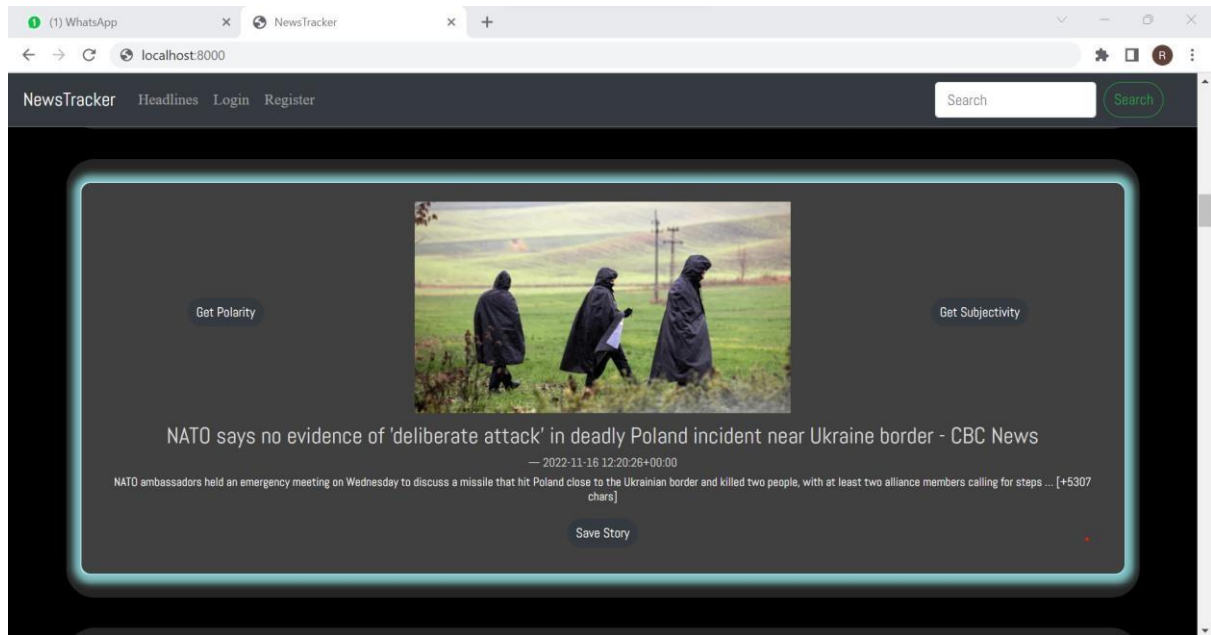 1 (1) WhatsApp NewsTracker
localhost:8000 R
NewsTracker Headlines Login Register Search Search
Get Polarity Get Subjectivity
NATO says no evidence of 'deliberate attack' in deadly Poland incident near Ukraine border - CBC News
— 2022-11-16 12:20:26+00:00
NATO ambassadors held an emergency meeting on Wednesday to discuss a missile that hit Poland close to the Ukrainian border and killed two people, with at least two alliance members calling for steps ... [+5307
chars]
Save Story